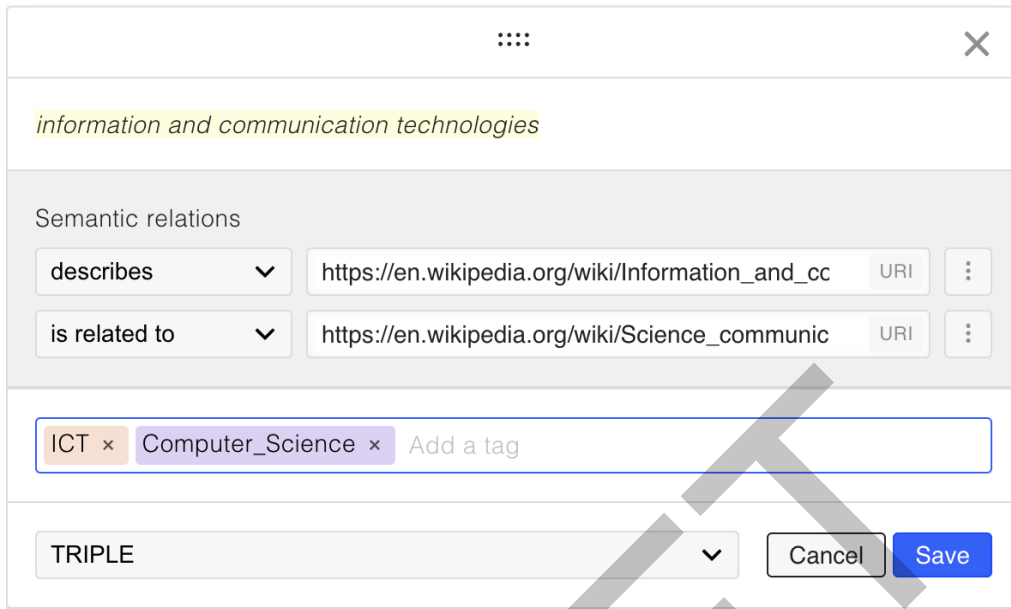 information and communication technologies
Semantic relations
describes https://en.wikipedia.org/wiki/Information_and_cc URI
is related to https://en.wikipedia.org/wiki/Science_communic URI
ICT × Computer_Science × Add a tag
TRIPLE Cancel Save